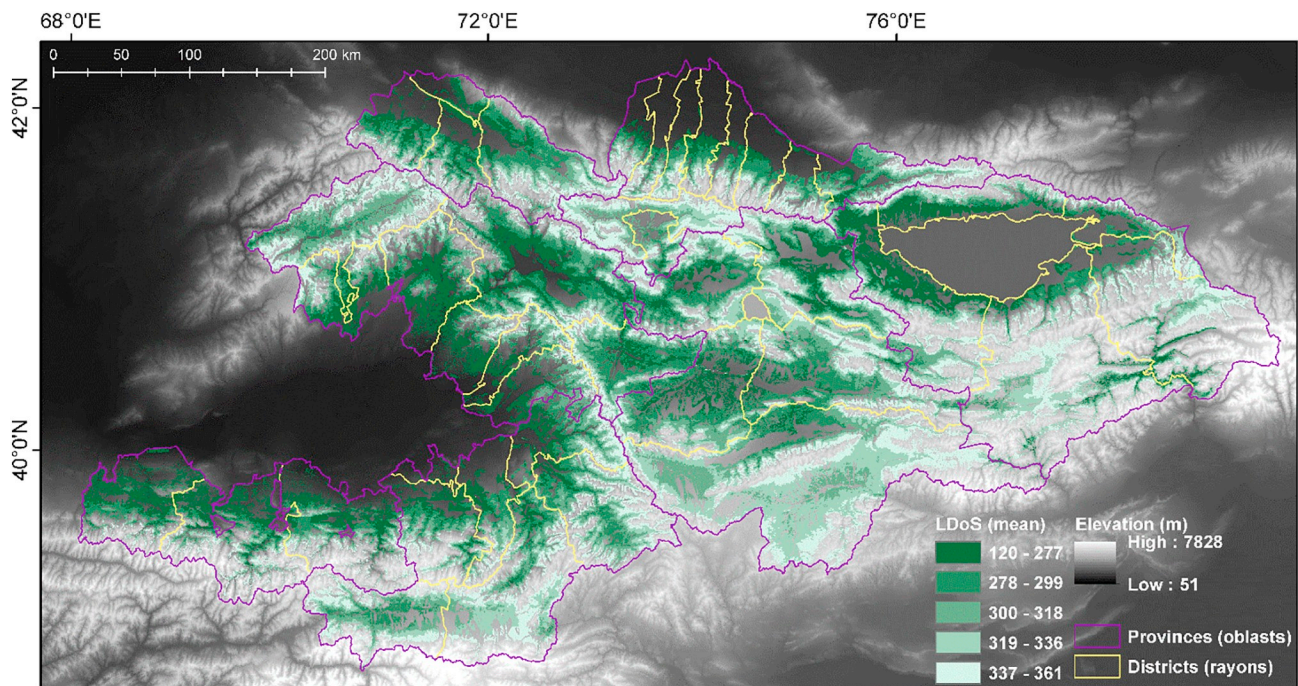 68°0'E 72°0'E 76°0'E
0 50 100 200 km
42°0'N
40°0'N
LDoS (mean) Elevation (m)
120 - 277 High : 7828
278 - 299 Low : 51
300 - 318
319 - 336 Provinces (oblasts)
337 - 361 Districts (rayons)